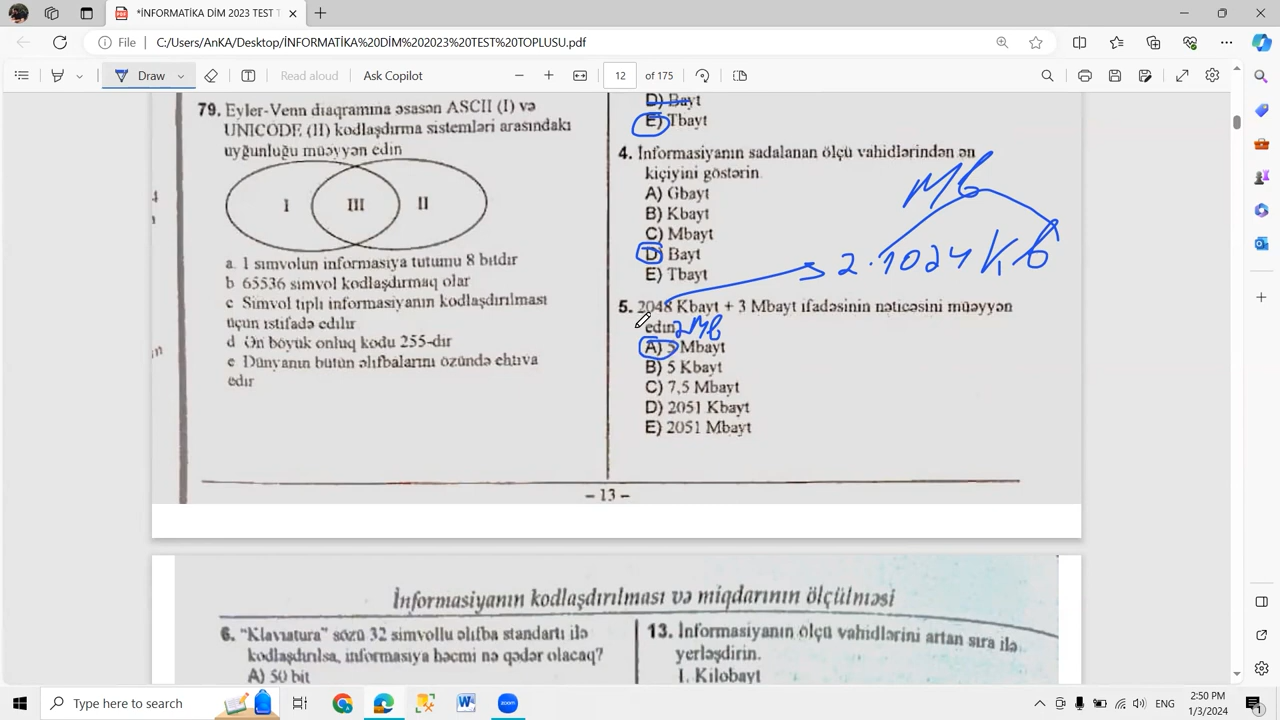 *İNFORMATİKA DİM 2023 TEST T
File
C:/Users/AnKA/Desktop/İNFORMATİKA%20DİM%202023%20TEST%20TOPLUSU.pdf
Draw
Read aloud
Ask Copilot
12
of 175
79. Eyler-Venn diaqramına əsasən ASCII (I) və
UNICODE (II) kodlaşdırma sistemləri arasındakı
uyğunluğu müəyyən edin
I
III
II
a. 1 simvolun informasiya tutumu 8 bitdir
b 65536 simvol kodlaşdırmaq olar
c Simvol tipli informasiyanın kodlaşdırılması
üçün istifadə edilir
d Ən böyük onluq kodu 255-dır
e Dünyanın bütün əlifbalarını özündə ehtiva
edir
D) Bayt
E) Tbayt
4. İnformasiyanın sadalanan ölçü vahidlərindən ən
kiçiyini göstərin.
A) Gbayt
B) Kbayt
C) Mbayt
D) Bayt
E) Tbayt
Mb
2·1024 Kb
5. 2048 Kbayt + 3 Mbayt ifadəsinin nəticəsini müəyyən
edin
2Mb
A) 5 Mbayt
B) 5 Kbayt
C) 7,5 Mbayt
D) 2051 Kbayt
E) 2051 Mbayt
– 13 –
İnformasiyanın kodlaşdırılması və miqdarının ölçülməsi
6. "Klaviatura" sözü 32 simvollu əlifba standartı ilə
kodlaşdırılsa, informasiya həcmi nə qədər olacaq?
A) 50 bit
13. İnformasiyanın ölçü vahidlərini artan sıra ilə
yerləşdirin.
1. Kilobayt
Type here to search
ENG
2:50 PM
1/3/2024